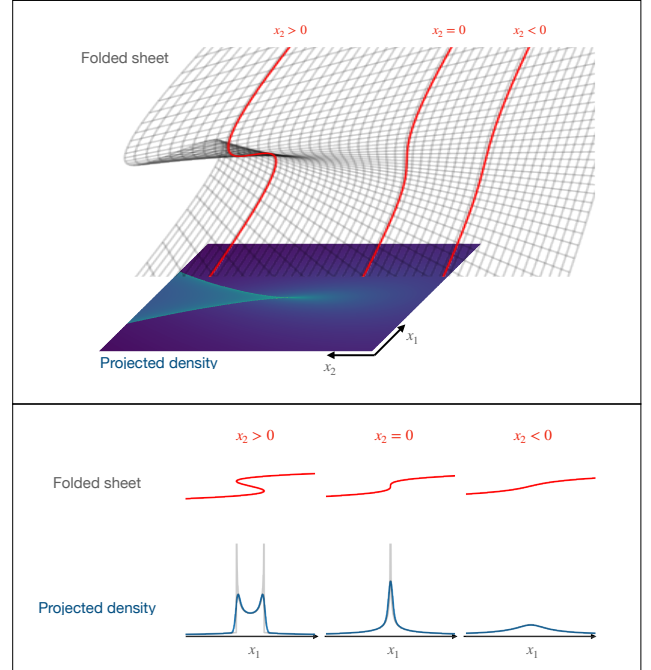 x₂ > 0 x₂ = 0 x₂ < 0
Folded sheet
x₁
Projected density
x₂
x₂ > 0 x₂ = 0 x₂ < 0
Folded sheet
Projected density
x₁ x₁ x₁